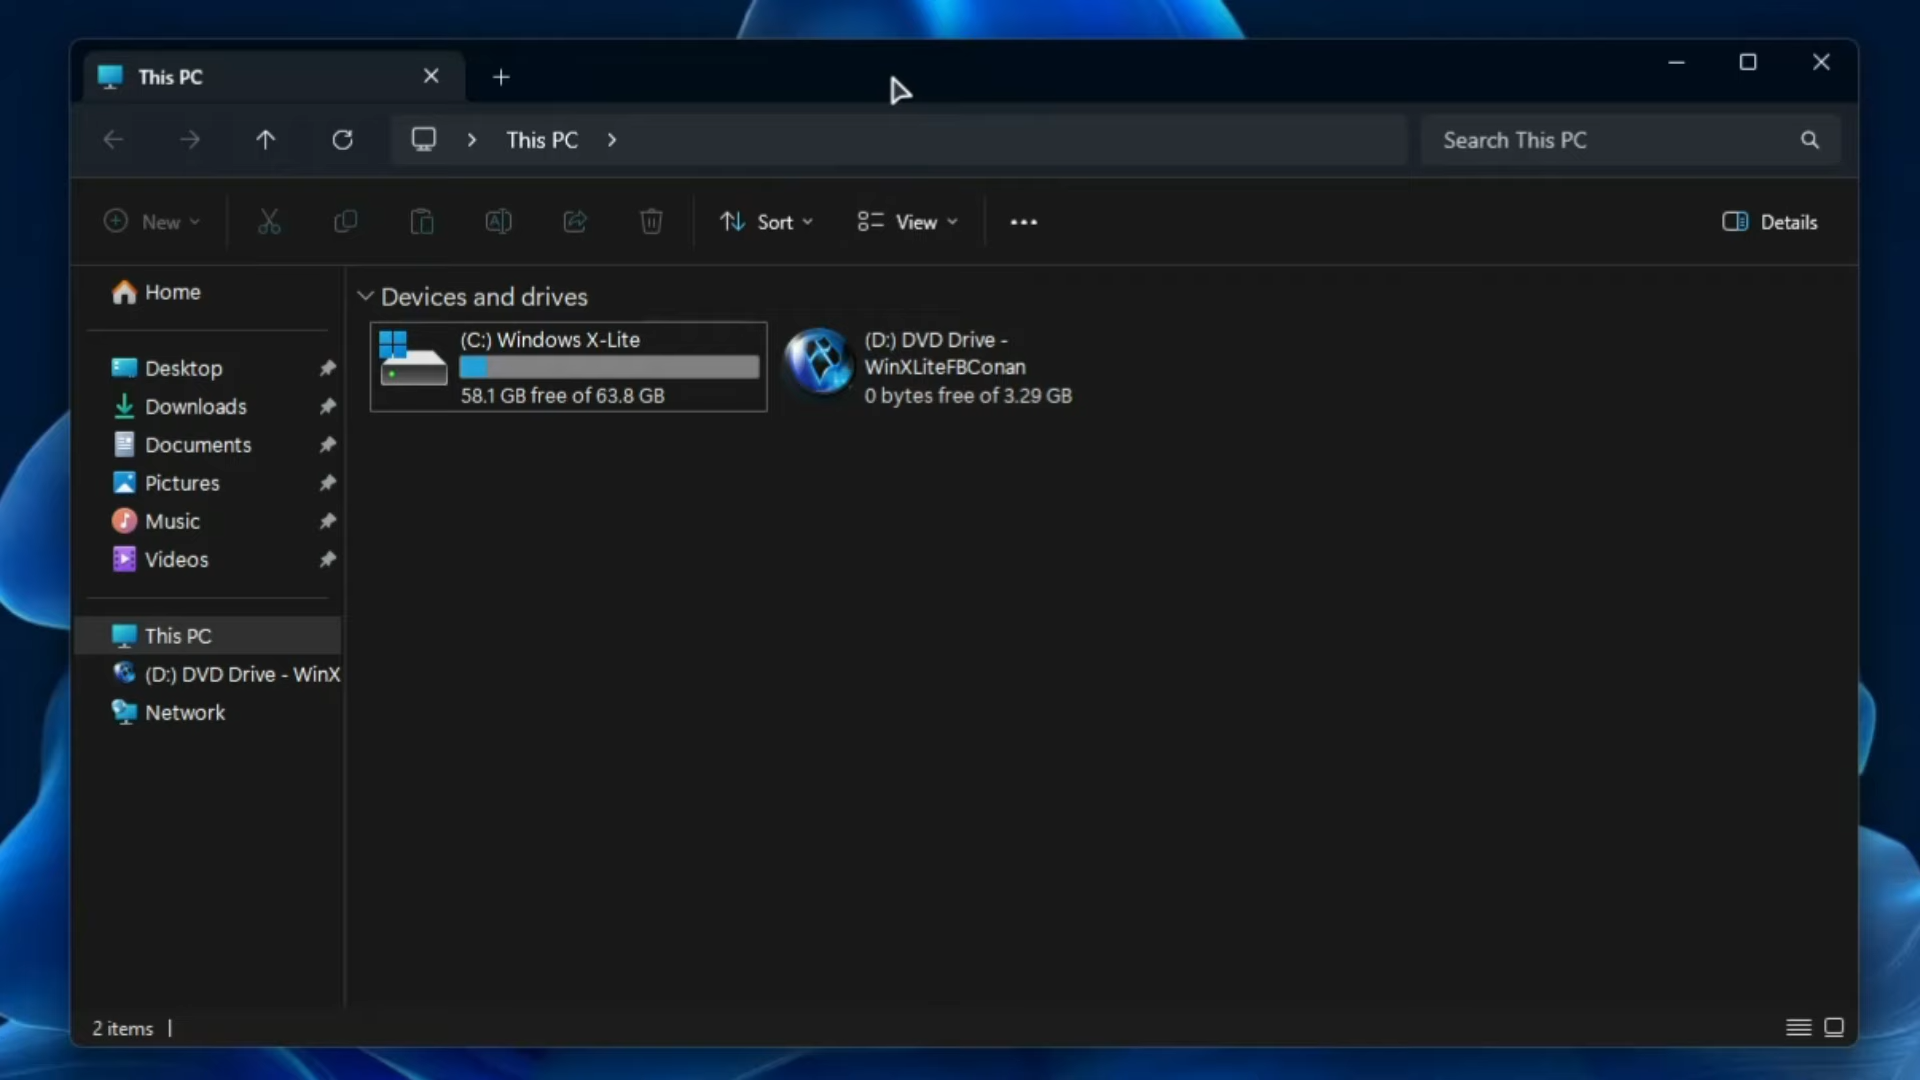 This PC
This PC
Search This PC
New
Sort
View
Details
Home
Desktop
Downloads
Documents
Pictures
Music
Videos
This PC
(D:) DVD Drive - WinX
Network
Devices and drives
(C:) Windows X-Lite
58.1 GB free of 63.8 GB
(D:) DVD Drive -
WinXLiteFBConan
0 bytes free of 3.29 GB
2 items